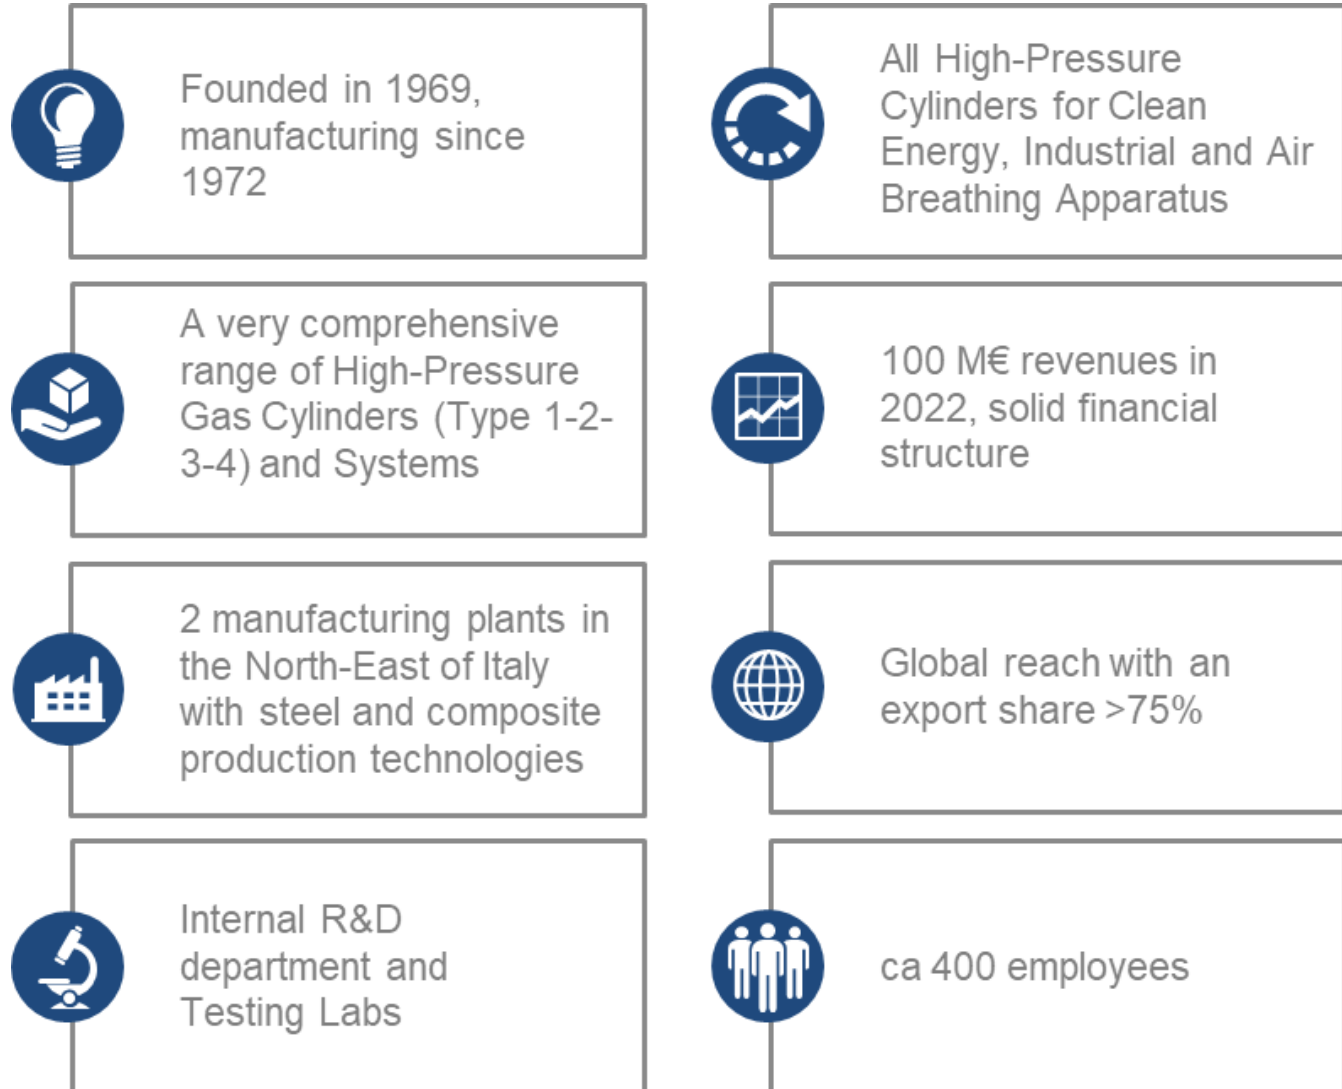 Founded in 1969,
manufacturing since
1972
All High-Pressure
Cylinders for Clean
Energy, Industrial and Air
Breathing Apparatus
A very comprehensive
range of High-Pressure
Gas Cylinders (Type 1-2-
3-4) and Systems
100 M€ revenues in
2022, solid financial
structure
2 manufacturing plants in
the North-East of Italy
with steel and composite
production technologies
Global reach with an
export share >75%
Internal R&D
department and
Testing Labs
ca 400 employees